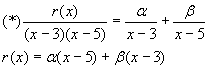 (*) r(x)/((x−3)(x−5)) = α/(x−3) + β/(x−5)
r(x) = α(x−5) + β(x−3)